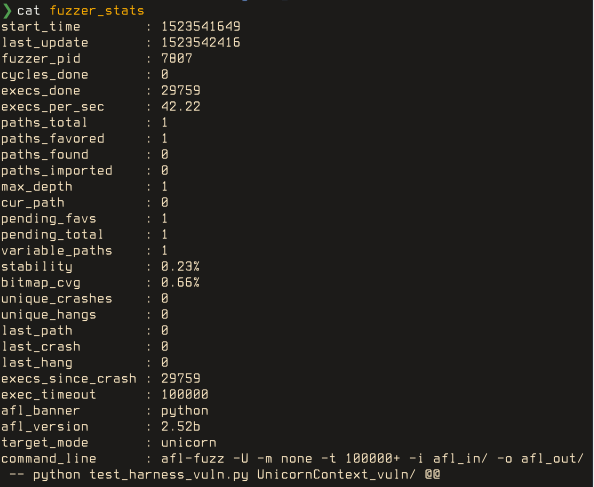 ❯ cat fuzzer_stats
start_time : 1523541649
last_update : 1523542416
fuzzer_pid : 7807
cycles_done : 0
execs_done : 29759
execs_per_sec : 42.22
paths_total : 1
paths_favored : 1
paths_found : 0
paths_imported : 0
max_depth : 1
cur_path : 0
pending_favs : 1
pending_total : 1
variable_paths : 1
stability : 0.23%
bitmap_cvg : 0.66%
unique_crashes : 0
unique_hangs : 0
last_path : 0
last_crash : 0
last_hang : 0
execs_since_crash : 29759
exec_timeout : 100000
afl_banner : python
afl_version : 2.52b
target_mode : unicorn
command_line : afl-fuzz -U -m none -t 100000+ -i afl_in/ -o afl_out/
-- python test_harness_vuln.py UnicornContext_vuln/ @@